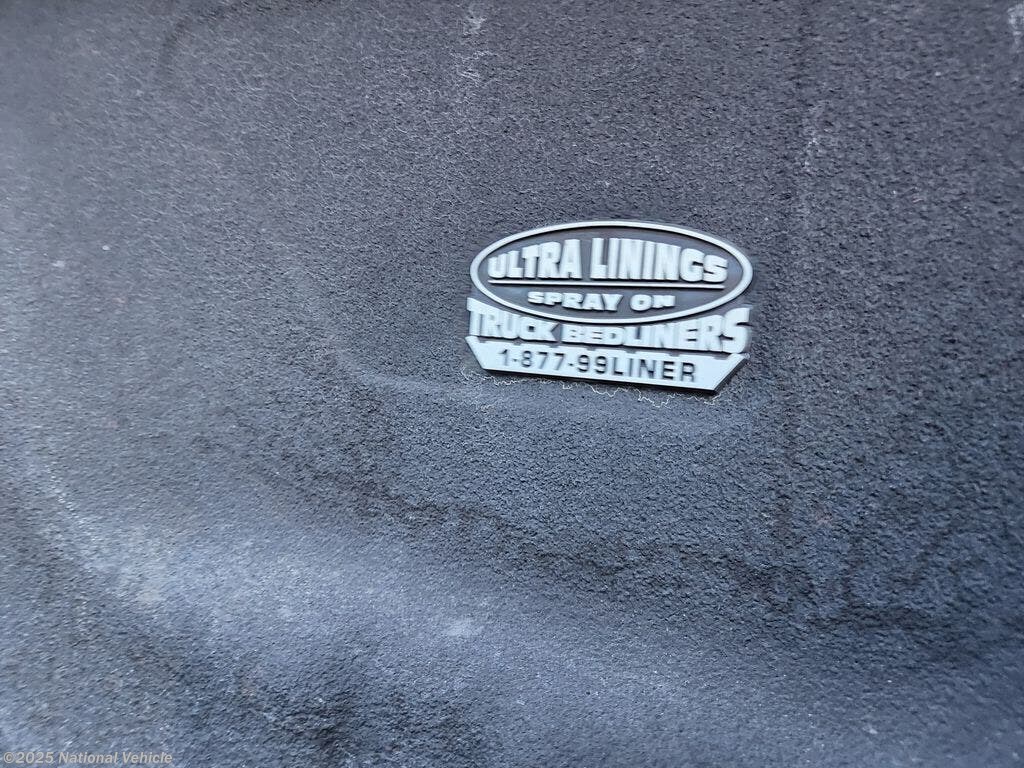 ULTRA LININGS
SPRAY ON
TRUCK BEDLINERS
1-877-99LINER
©2025 National Vehicle